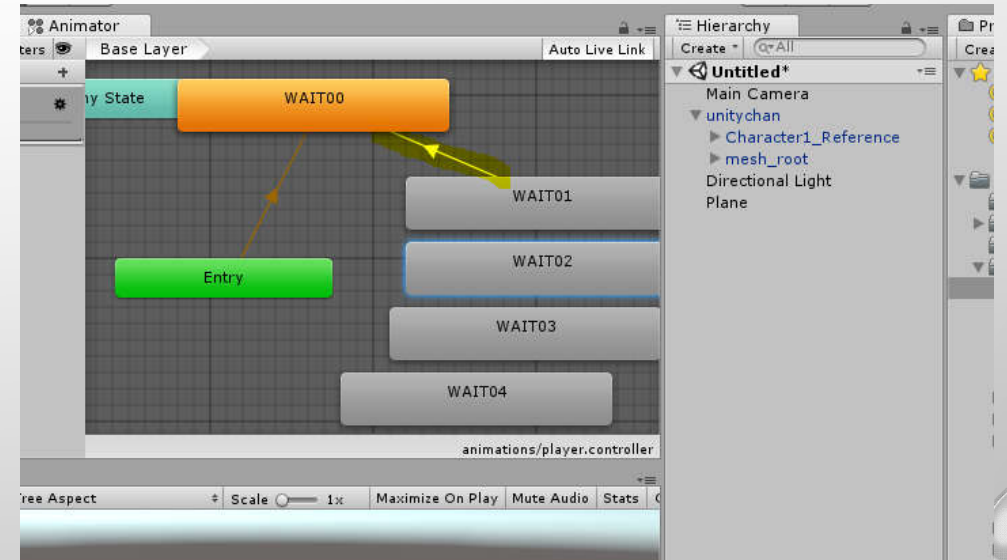 Animator
ters Base Layer Auto Live Link
ny State
WAIT00
WAIT01
WAIT02
Entry
WAIT03
WAIT04
animations/player.controller
ree Aspect Scale 1x Maximize On Play Mute Audio Stats
Hierarchy
Create All
Untitled*
Main Camera
unitychan
Character1_Reference
mesh_root
Directional Light
Plane
Pr
Crea